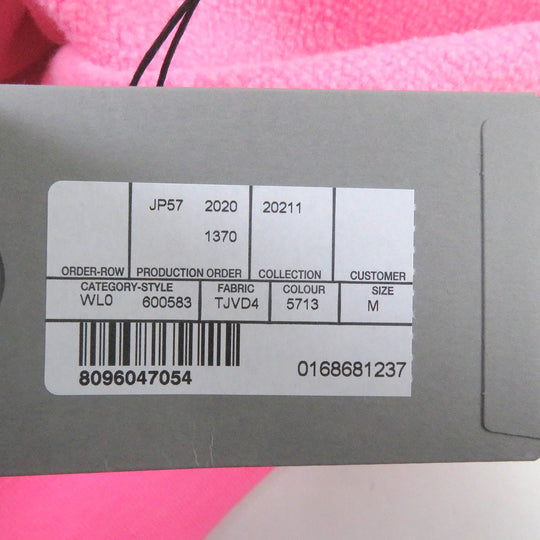 JP57 2020 20211
1370
ORDER-ROW PRODUCTION ORDER COLLECTION CUSTOMER
CATEGORY-STYLE FABRIC COLOUR SIZE
WL0 600583 TJVD4 5713 M
8096047054 0168681237